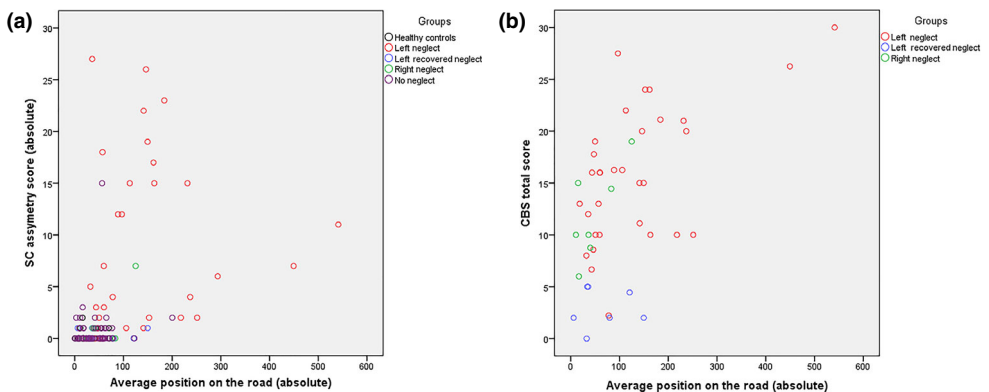 (a)
Groups
Healthy controls
Left neglect
Left recovered neglect
Right neglect
No neglect
SC assymetry score (absolute)
30
25
20
15
10
5
0
0 100 200 300 400 500 600
Average position on the road (absolute)
(b)
Groups
Left neglect
Left recovered neglect
Right neglect
CBS total score
30
25
20
15
10
5
0
0 100 200 300 400 500 600
Average position on the road (absolute)